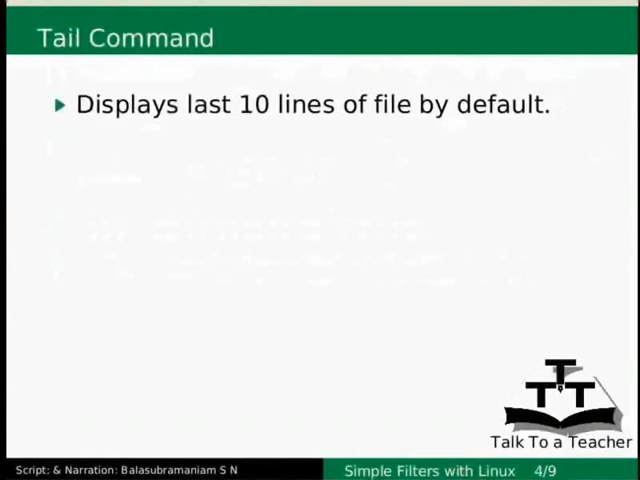 Tail Command
Displays last 10 lines of file by default.
TTT
Talk To a Teacher
Script: & Narration: Balasubramaniam S N
Simple Filters with Linux 4/9